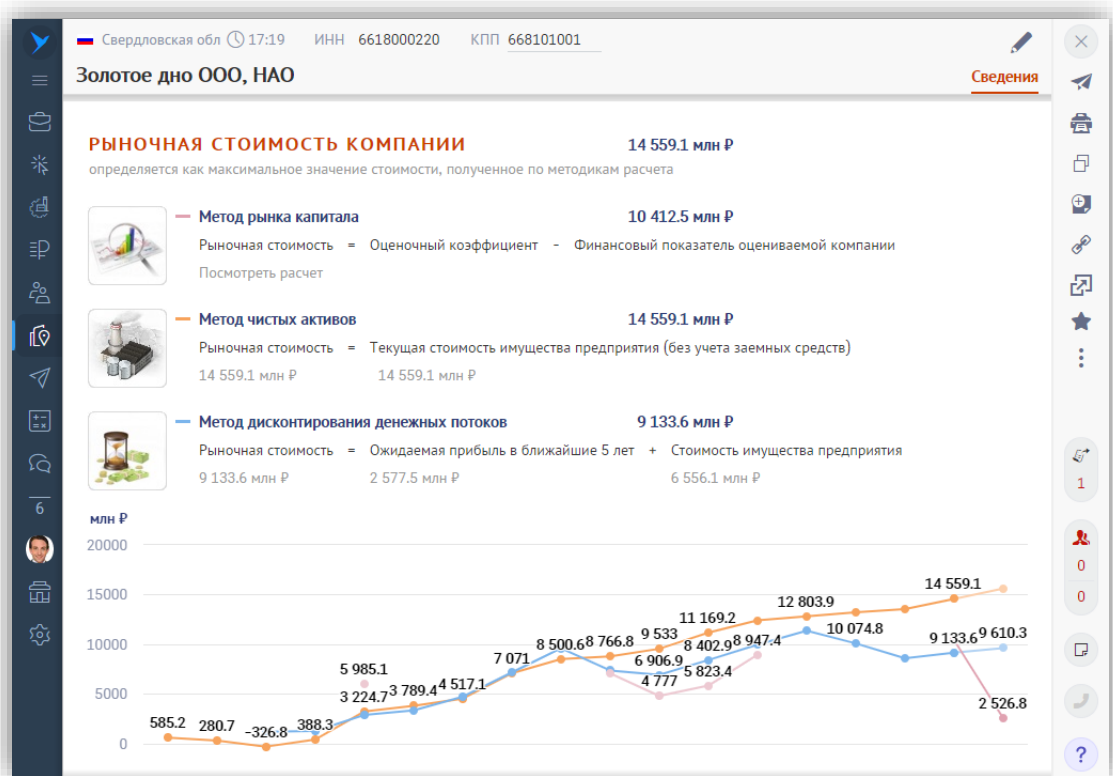 Свердловская обл 17:19 ИНН 6618000220 КПП 668101001
Золотое дно ООО, НАО
Сведения
РЫНОЧНАЯ СТОИМОСТЬ КОМПАНИИ 14 559.1 млн ₽
определяется как максимальное значение стоимости, полученное по методикам расчета
Метод рынка капитала 10 412.5 млн ₽
Рыночная стоимость = Оценочный коэффициент - Финансовый показатель оцениваемой компании
Посмотреть расчет
Метод чистых активов 14 559.1 млн ₽
Рыночная стоимость = Текущая стоимость имущества предприятия (без учета заемных средств)
14 559.1 млн ₽ 14 559.1 млн ₽
Метод дисконтирования денежных потоков 9 133.6 млн ₽
Рыночная стоимость = Ожидаемая прибыль в ближайшие 5 лет + Стоимость имущества предприятия
9 133.6 млн ₽ 2 577.5 млн ₽ 6 556.1 млн ₽
млн ₽
20000
15000
10000
5000
0
585.2 280.7 -326.8 388.3
5 985.1
3 224.7 3 789.4 4 517.1
7 071
8 500.6 8 766.8 9 533 11 169.2
6 906.9 8 402.9 8 947.4
4 777 5 823.4
12 803.9
10 074.8
14 559.1
9 133.6 9 610.3
2 526.8
6
1
0
0
?